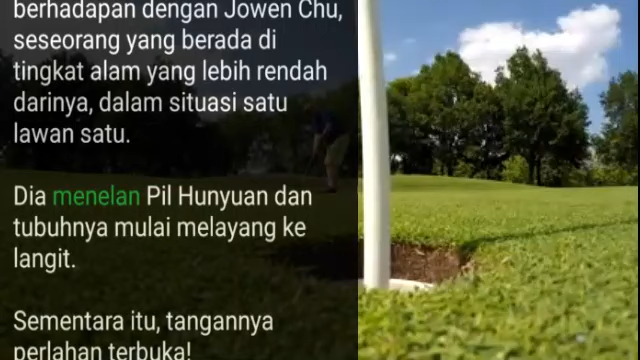 berhadapan dengan Jowen Chu,
seseorang yang berada di
tingkat alam yang lebih rendah
darinya, dalam situasi satu
lawan satu.
Dia menelan Pil Hunyuan dan
tubuhnya mulai melayang ke
langit.
Sementara itu, tangannya
perlahan terbuka!